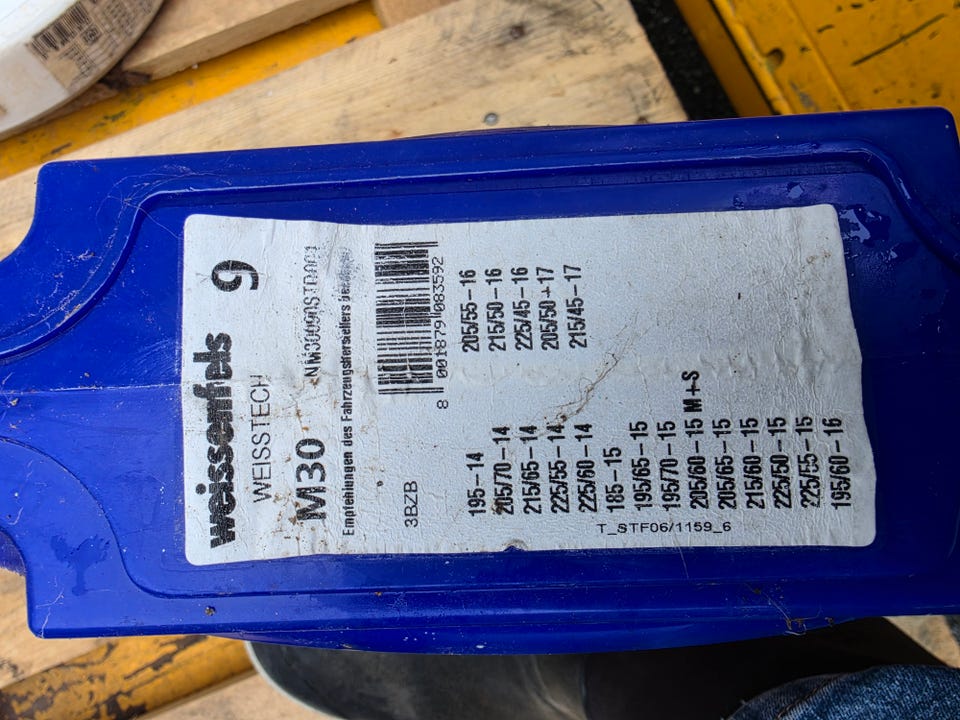 weissenfels 9
WEISSTECH
M30 NM30090STD001
Empfehlungen des Fahrzeugherstellers
8 001879 083592
3BZB
195-14
205/70-14
215/65-14
225/55-14
225/60-14
185-15
195/65-15
195/70-15
205/60-15 M+S
205/65-15
215/60-15
225/50-15
225/55-15
195/60-16
205/55-16
215/50-16
225/45-16
205/50+17
215/45-17
T_STF06/1159_6